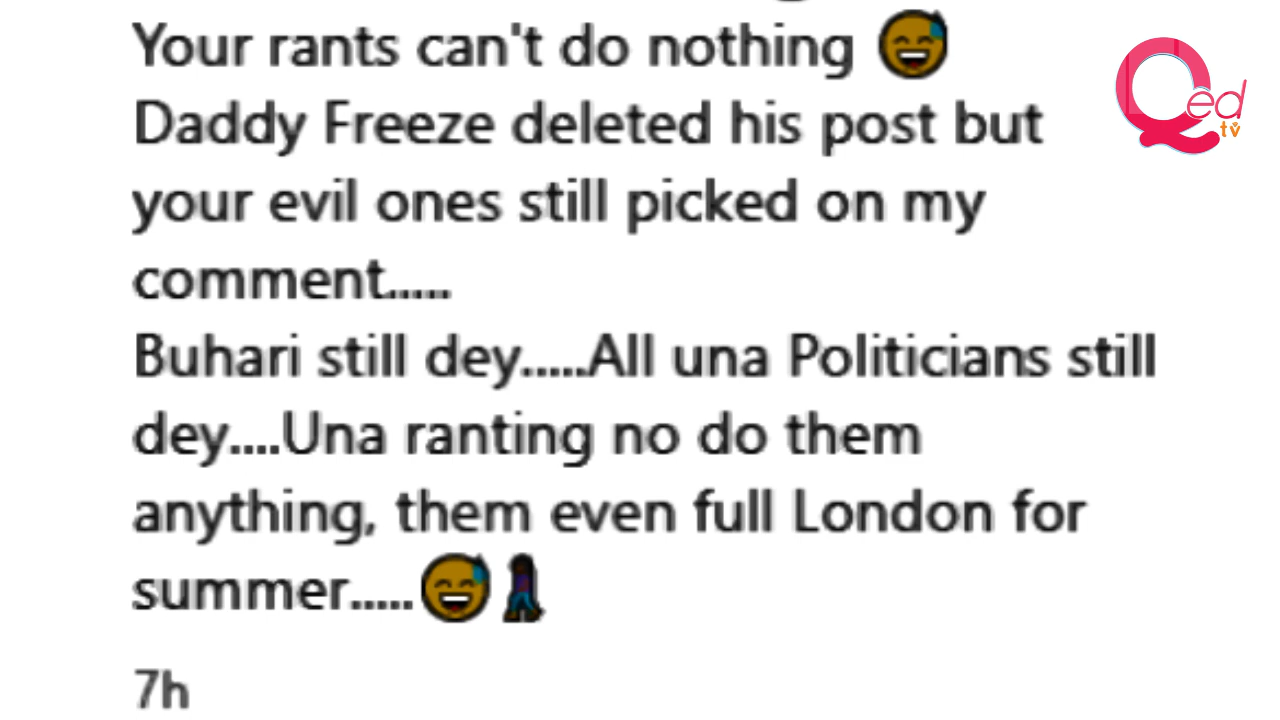 Your rants can't do nothing 😅
Daddy Freeze deleted his post but
your evil ones still picked on my
comment.....
Buhari still dey.....All una Politicians still
dey....Una ranting no do them
anything, them even full London for
summer.....😅🚶🏿‍♀️
7h
Qed
tv